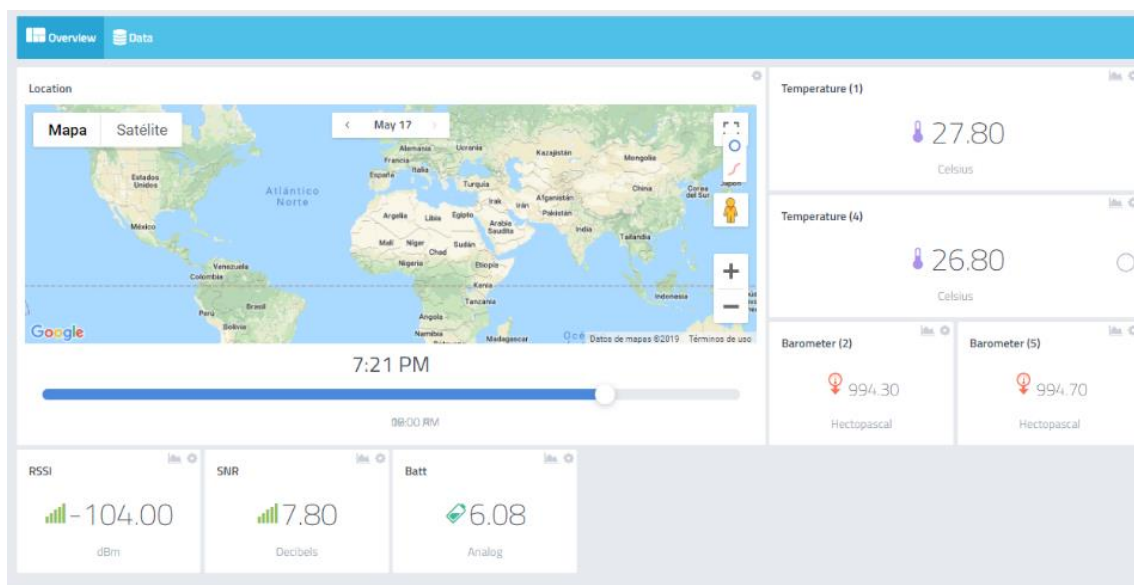 Overview Data
Location
Mapa Satélite
May 17
Alemania
Ucrania
Kazajistán
Mongolia
Francia
Italia
España
Turquía
China
Corea del Sur
Japón
Estados Unidos
Atlántico Norte
Irak
Irán
Afganistán
Pakistán
México
Argelia
Libia
Egipto
Arabia Saudita
India
Tailandia
Malí
Níger
Chad
Sudán
Nigeria
Etiopía
Venezuela
Colombia
Kenia
Indonesia
Tanzania
Perú
Brasil
Bolivia
Angola
Namibia
Madagascar
Google
Datos de mapas ©2019 Términos de uso
7:21 PM
Temperature (1)
27.80
Celsius
Temperature (4)
26.80
Celsius
Barometer (2)
994.30
Hectopascal
Barometer (5)
994.70
Hectopascal
RSSI
-104.00
dBm
SNR
7.80
Decibels
Batt
6.08
Analog